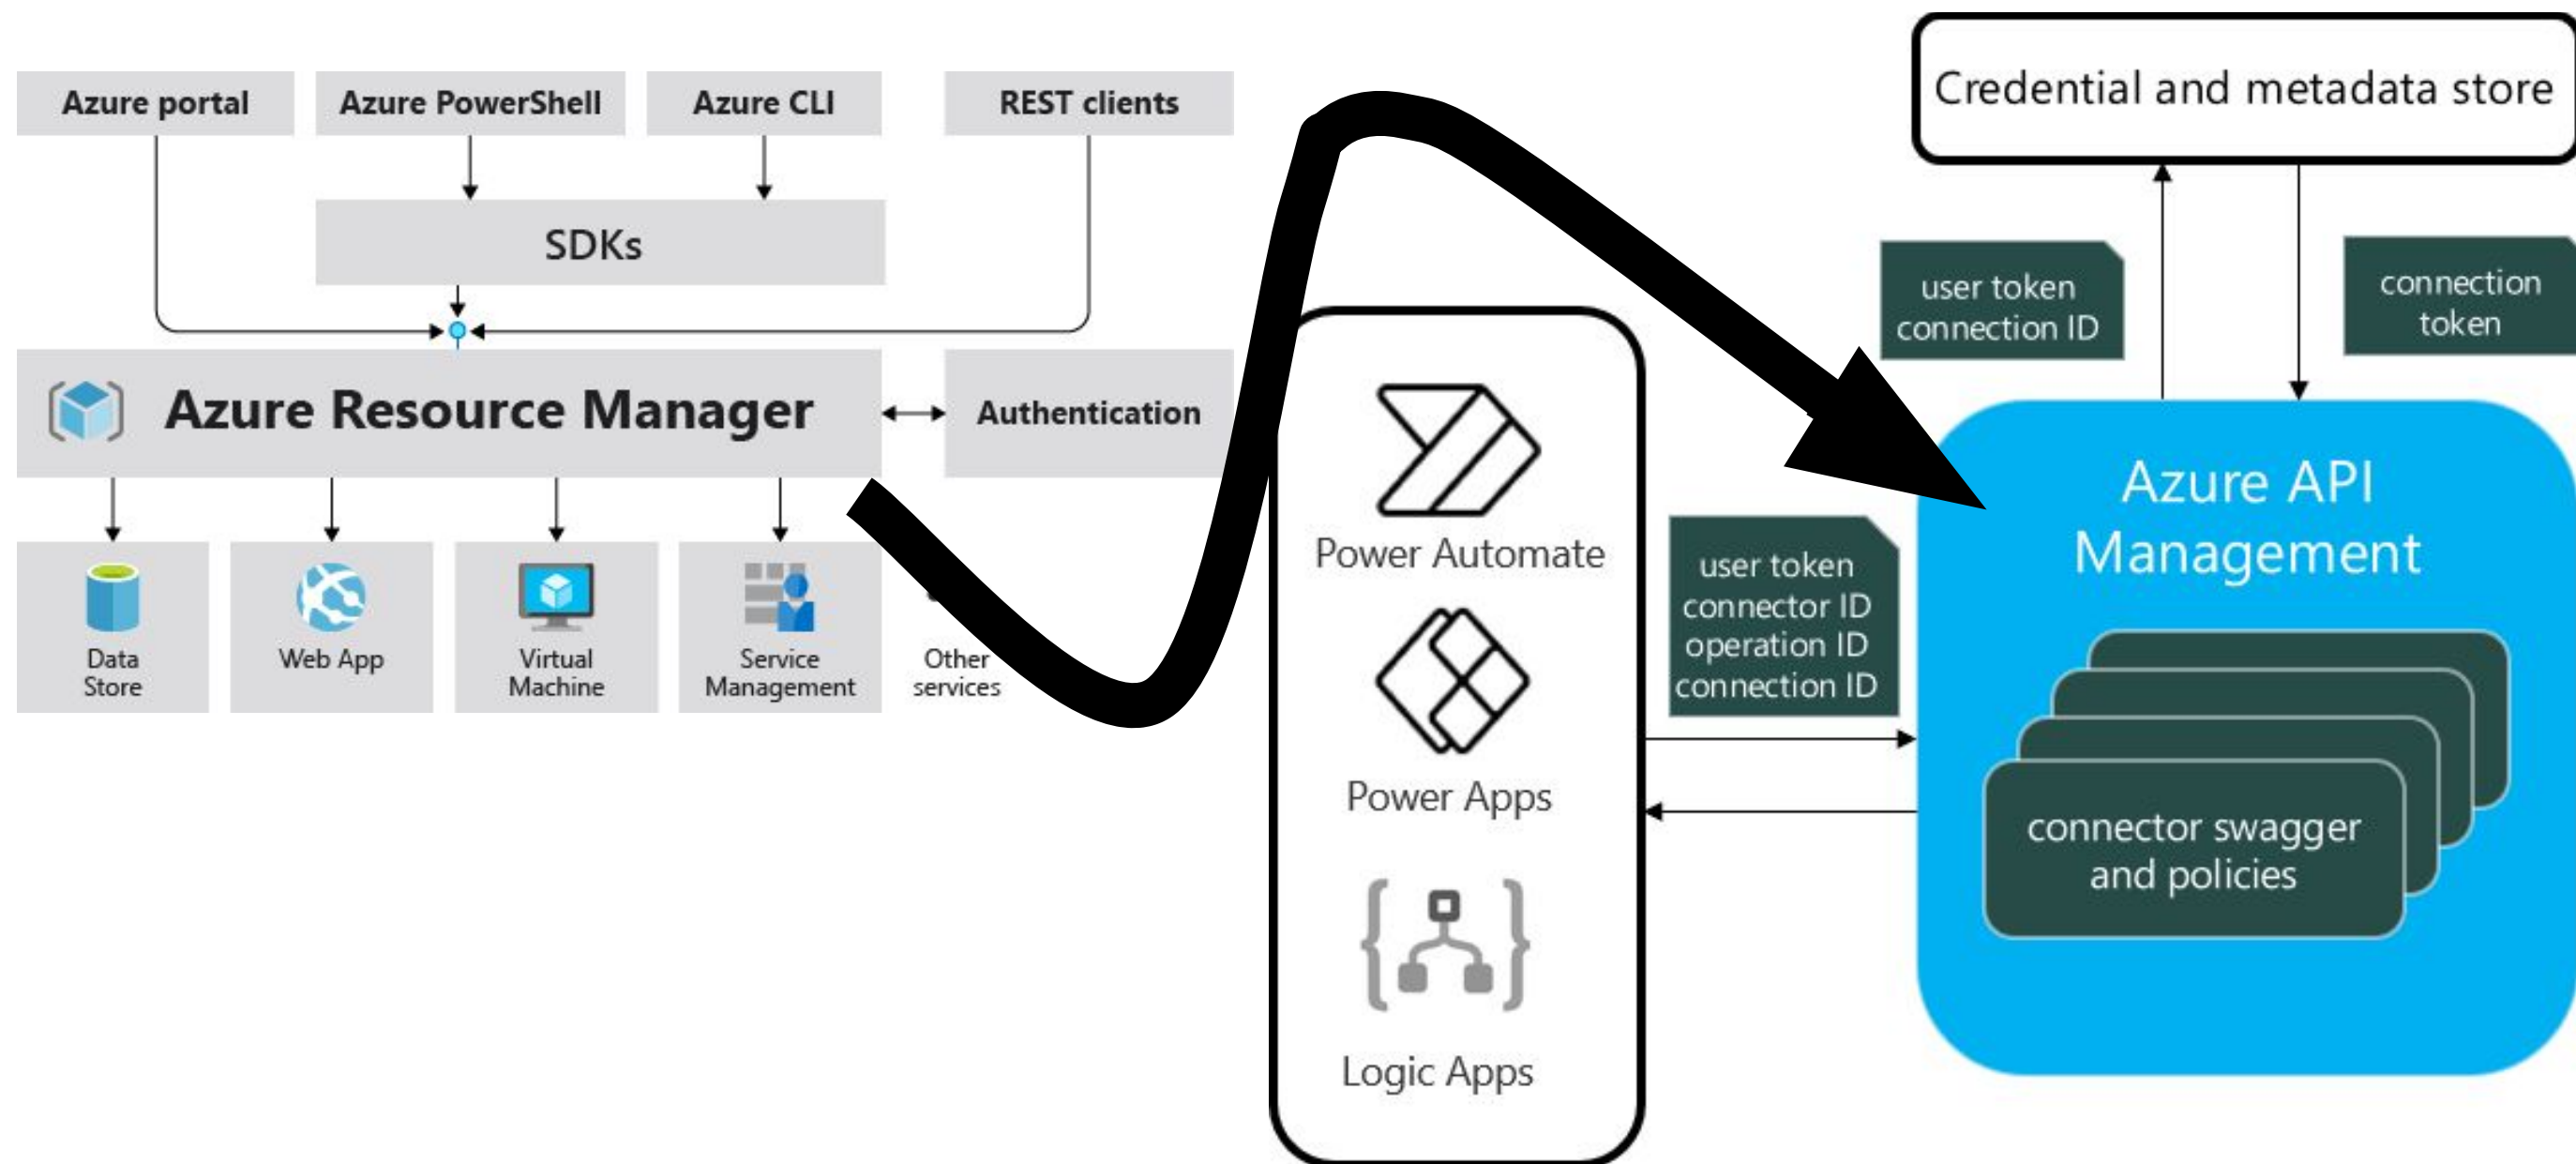 Azure portal
Azure PowerShell
Azure CLI
REST clients
SDKs
Azure Resource Manager
Authentication
Data
Store
Web App
Virtual
Machine
Service
Management
Other
services
Power Automate
Power Apps
Logic Apps
user token
connector ID
operation ID
connection ID
Credential and metadata store
user token
connection ID
connection
token
Azure API
Management
connector swagger
and policies